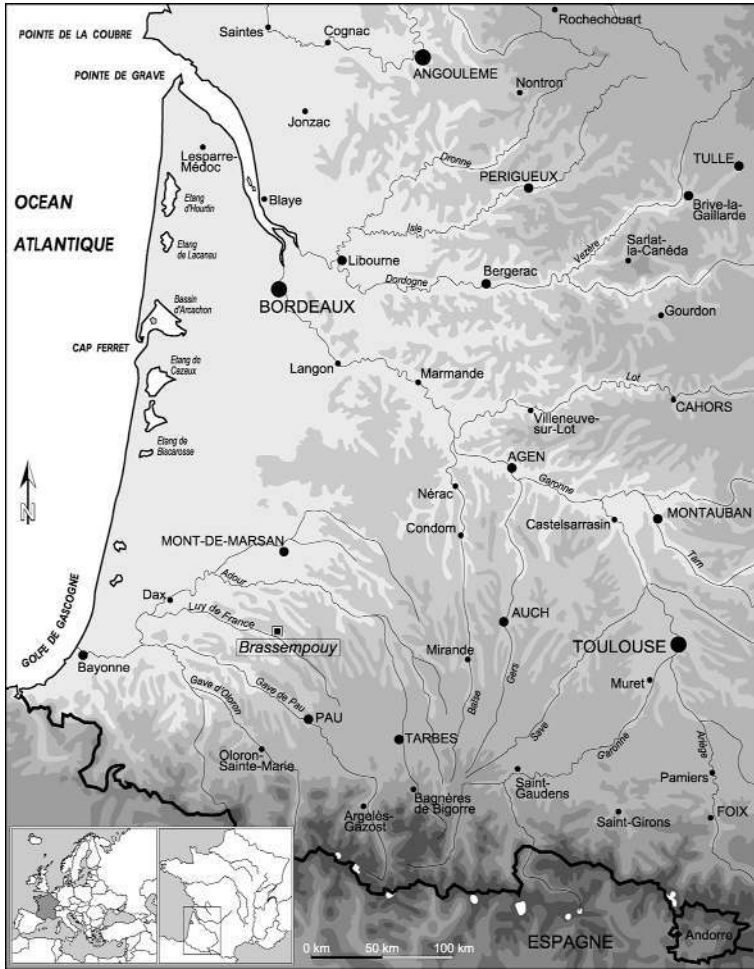 Rochechouart
POINTE DE LA COUBRE
Saintes
Cognac
ANGOULEME
POINTE DE GRAVE
Nontron
Jonzac
Lesparre-
Médoc
Dronne
TULLE
PERIGUEUX
OCEAN
ATLANTIQUE
Etang
d'Hourtin
Blaye
Brive-la-
Gaillarde
Isle
Vezère
Sarlat-
la-Canéda
Etang
de Lacanau
Libourne
Dordogne
Bergerac
BORDEAUX
Bassin
d'Arcachon
Gourdon
CAP FERRET
Etang de
Cazaux
Langon
Marmande
Lot
CAHORS
Villeneuve-
sur-Lot
Etang de
Biscarosse
AGEN
Garonne
N
Nérac
Condom
Castelsarrasin
MONTAUBAN
Tarn
MONT-DE-MARSAN
Adour
Dax
Luy de France
GOLFE DE GASCOGNE
Brassempouy
AUCH
TOULOUSE
Bayonne
Mirande
Baïse
Gers
Muret
Gave d'Oloron
Gave de Pau
PAU
TARBES
Save
Garonne
Ariège
Oloron-
Sainte-Marie
Saint-
Gaudens
Pamiers
Bagnères
de Bigorre
Argelès-
Gazost
Saint-Girons
FOIX
ESPAGNE
Andorre
0 km 50 km 100 km